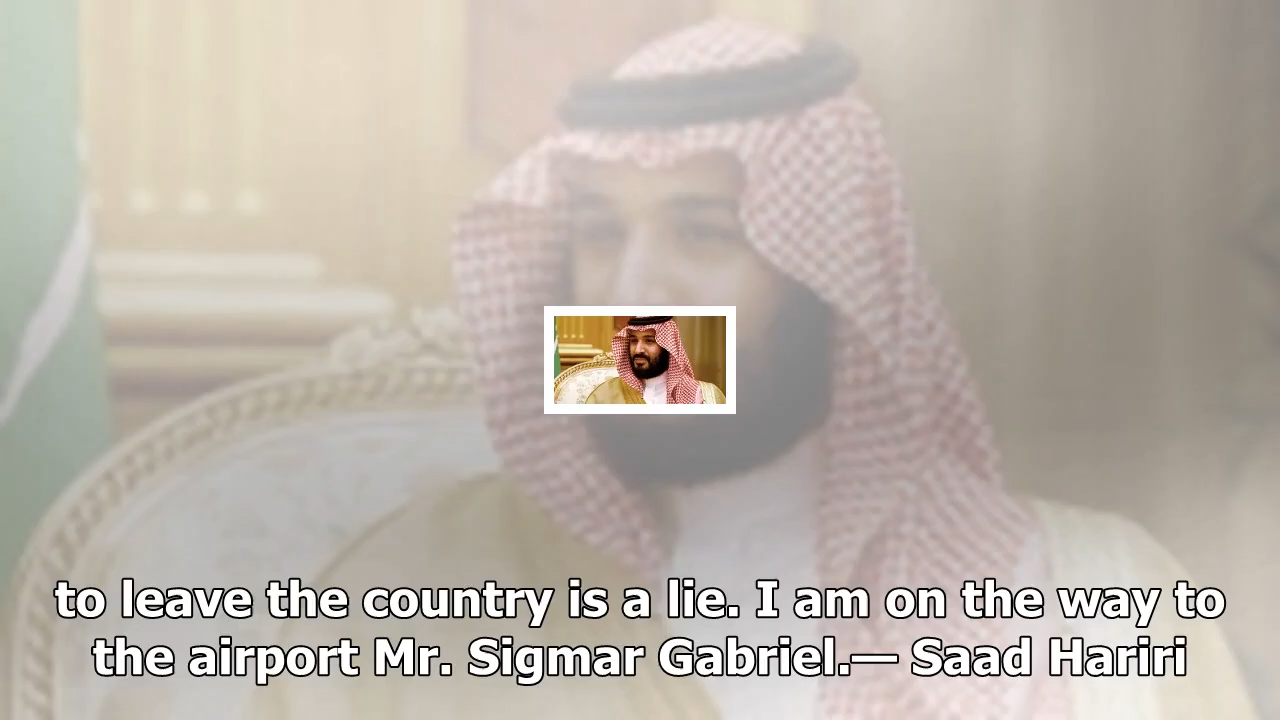 to leave the country is a lie. I am on the way to
the airport Mr. Sigmar Gabriel.— Saad Hariri